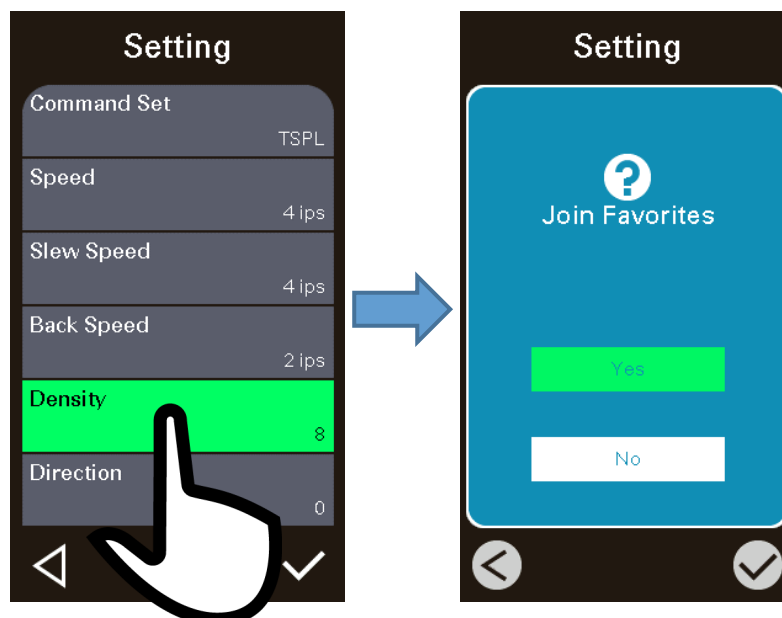 Setting
Command Set
TSPL
Speed
4 ips
Slew Speed
4 ips
Back Speed
2 ips
Density
8
Direction
0
Setting
?
Join Favorites
Yes
No